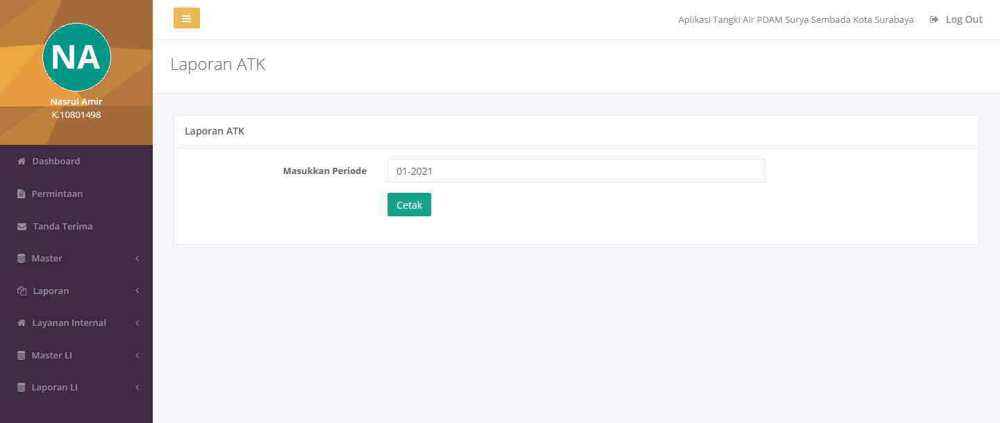 NA
Nasrul Amir
K.10801498
Dashboard
Permintaan
Tanda Terima
Master
Laporan
Layanan Internal
Master LI
Laporan LI
Aplikasi Tangki Air PDAM Surya Sembada Kota Surabaya Log Out
Laporan ATK
Laporan ATK
Masukkan Periode 01-2021
Cetak